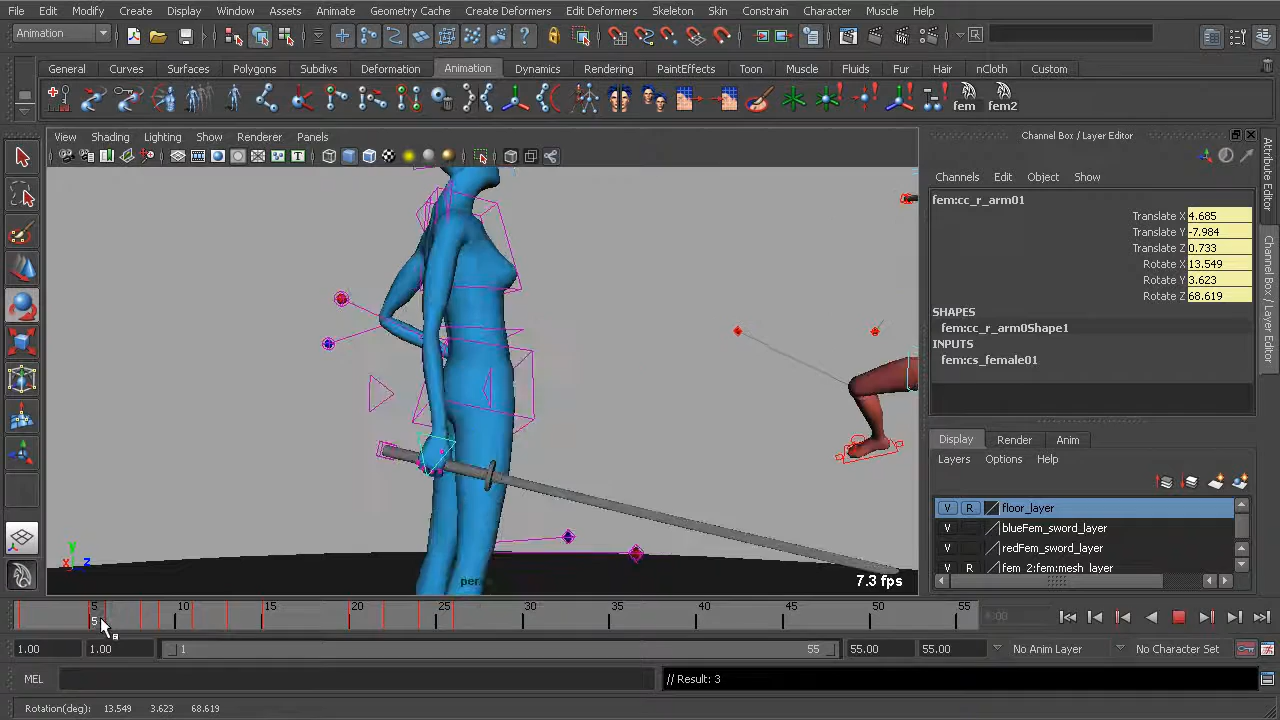 File Edit Modify Create Display Window Assets Animate Geometry Cache Create Deformers Edit Deformers Skeleton Skin Constrain Character Muscle Help
Animation
General Curves Surfaces Polygons Subdivs Deformation Animation Dynamics Rendering PaintEffects Toon Muscle Fluids Fur Hair nCloth Custom
fem fem2
View Shading Lighting Show Renderer Panels
Channel Box / Layer Editor
Channels Edit Object Show
fem:cc_r_arm01
Translate X 4.685
Translate Y -7.984
Translate Z 0.733
Rotate X 13.549
Rotate Y 3.623
Rotate Z 68.619
SHAPES
fem:cc_r_arm0Shape1
INPUTS
fem:cs_female01
Attribute Editor
Channel Box / Layer Editor
Display Render Anim
Layers Options Help
V R floor_layer
V blueFem_sword_layer
V redFem_sword_layer
V R fem_2:fem:mesh_layer
y
x z
7.3 fps
5 10 15 20 25 30 35 40 45 50 55
5
1.00 1.00 1 55 55.00 55.00 No Anim Layer No Character Set
MEL // Result: 3
Rotation(deg): 13.549 3.623 68.619